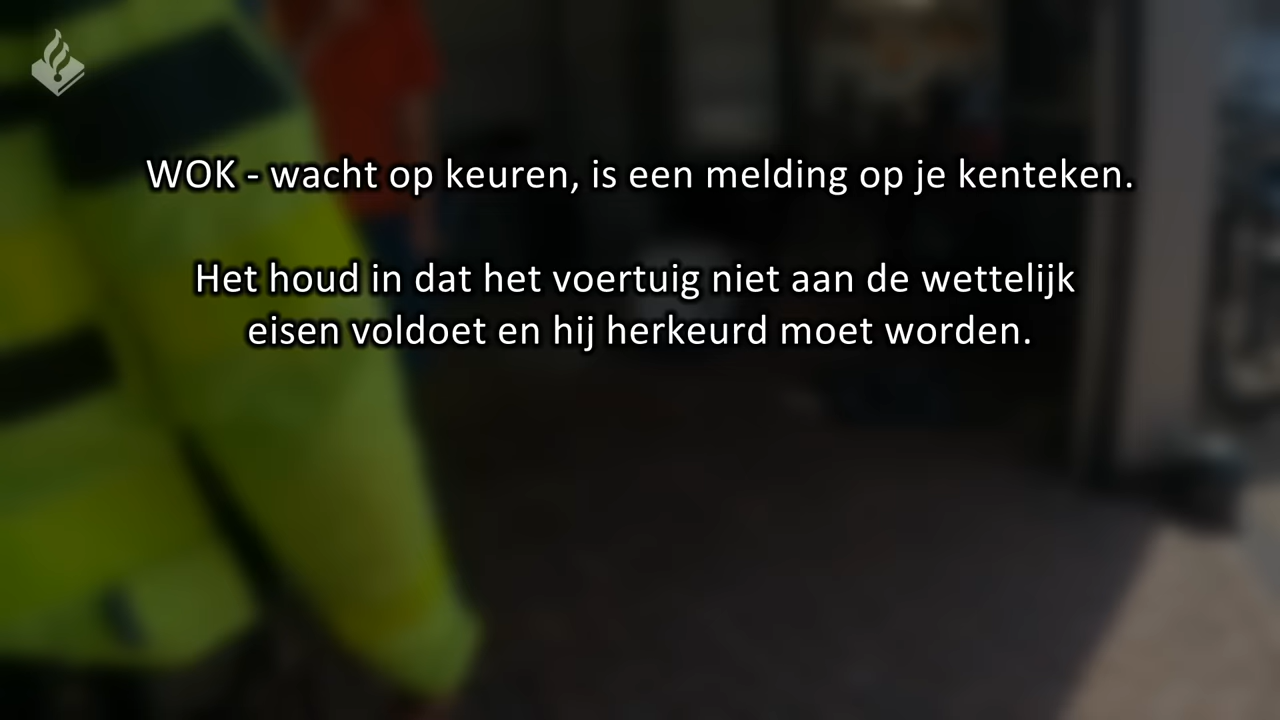 WOK - wacht op keuren, is een melding op je kenteken.
Het houd in dat het voertuig niet aan de wettelijk
eisen voldoet en hij herkeurd moet worden.